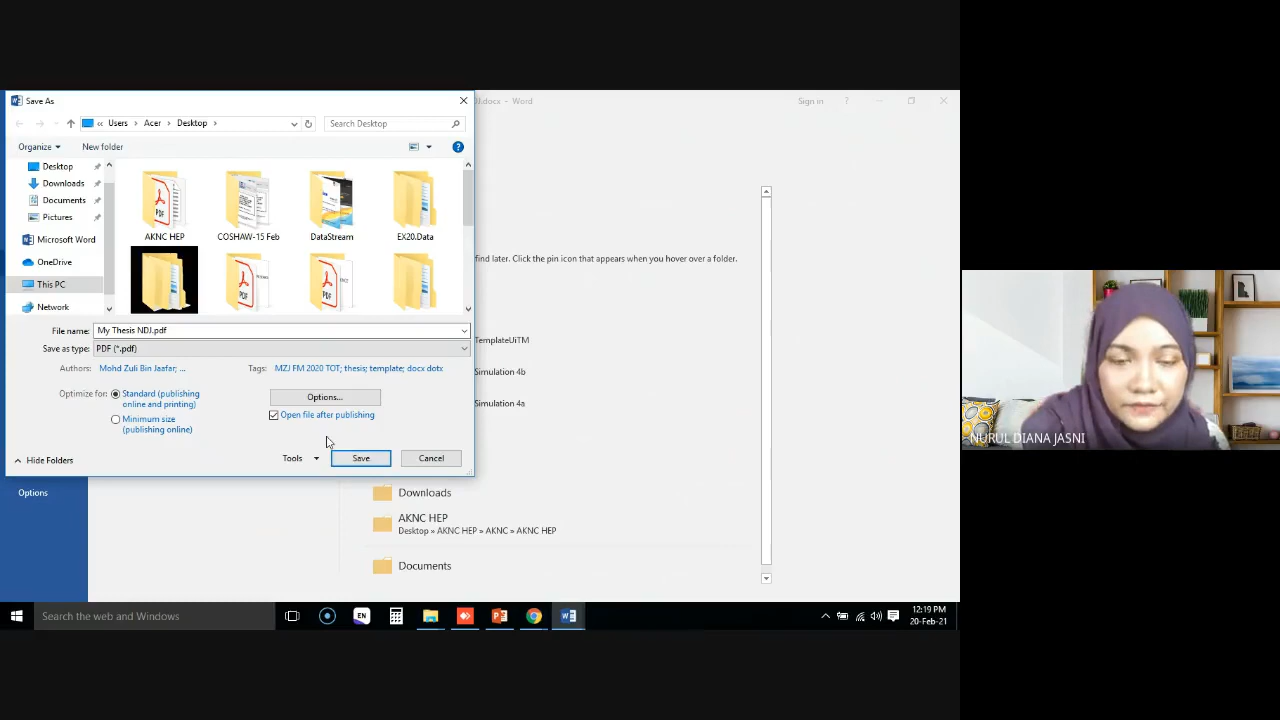 Save As
JJ.docx - Word
Sign in
?
Users
Acer
Desktop
Search Desktop
Organize
New folder
?
Desktop
Downloads
Documents
Pictures
Microsoft Word
OneDrive
This PC
Network
AKNC HEP
COSHAW-15 Feb
DataStream
EX20.Data
PDF
find later. Click the pin icon that appears when you hover over a folder.
File name:
My Thesis NDJ.pdf
Save as type:
PDF (*.pdf)
TemplateUiTM
Authors:
Mohd Zuli Bin Jaafar; ...
Tags:
MZJ FM 2020 TOT; thesis; template; docx dotx
Simulation 4b
Optimize for:
Standard (publishing
online and printing)
Minimum size
(publishing online)
Options...
Open file after publishing
Simulation 4a
Hide Folders
Tools
Save
Cancel
Options
Downloads
AKNC HEP
Desktop » AKNC HEP » AKNC » AKNC HEP
Documents
NURUL DIANA JASNI
Search the web and Windows
EN
12:19 PM
20-Feb-21